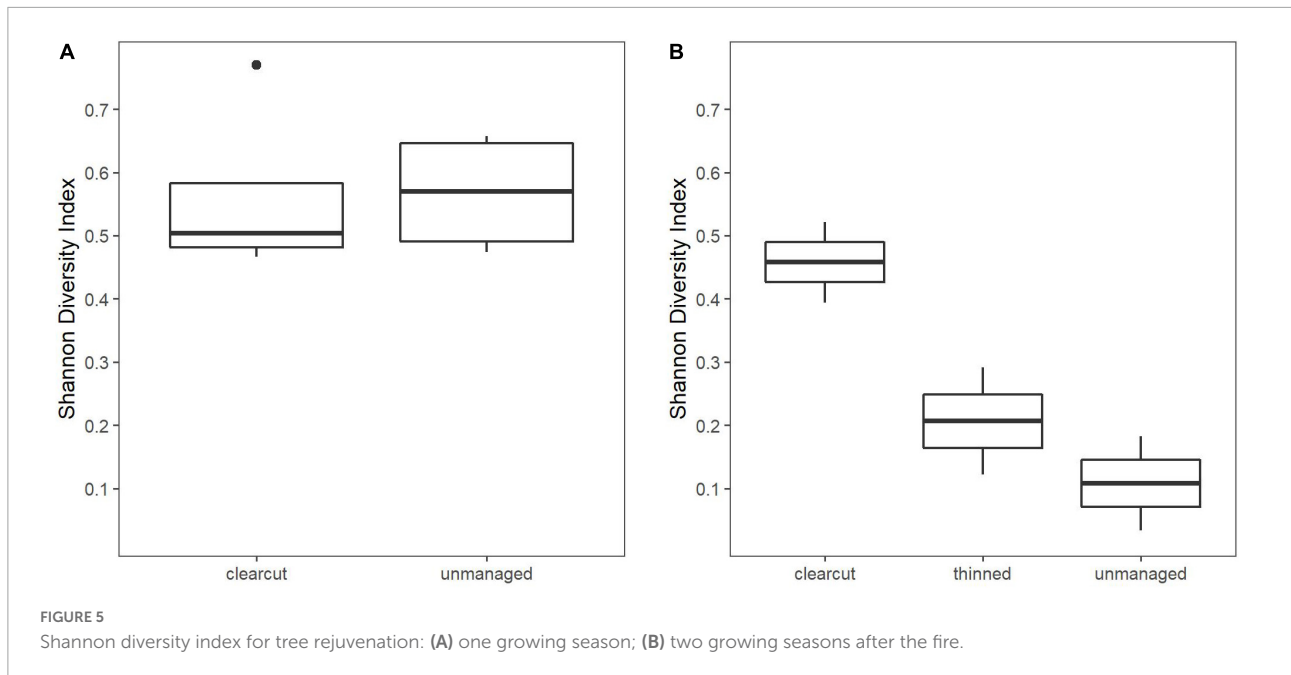 A
Shannon Diversity Index
0.7
0.6
0.5
0.4
0.3
0.2
0.1
clearcut
unmanaged
B
Shannon Diversity Index
0.7
0.6
0.5
0.4
0.3
0.2
0.1
clearcut
thinned
unmanaged
FIGURE 5
Shannon diversity index for tree rejuvenation: (A) one growing season; (B) two growing seasons after the fire.